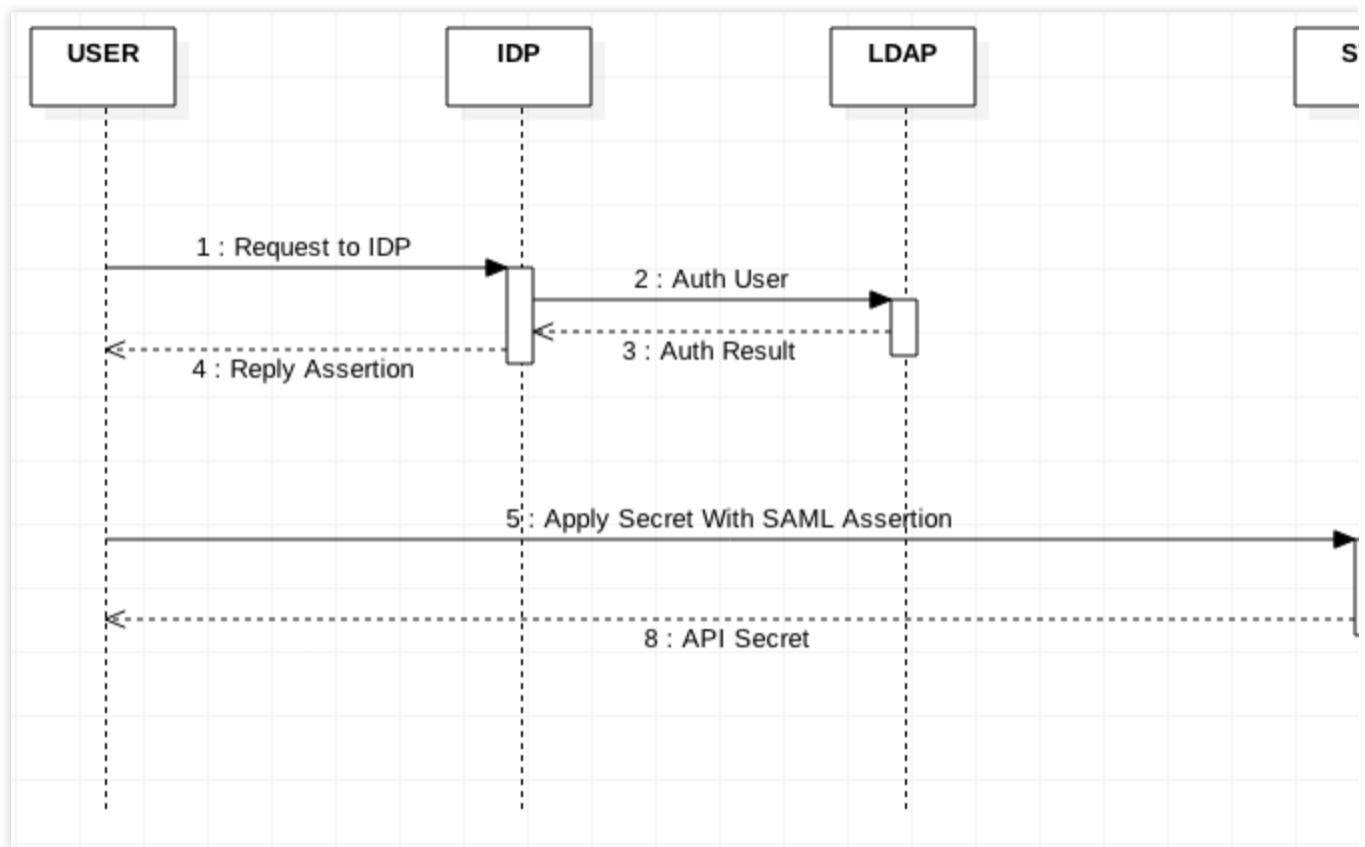 USER
IDP
LDAP
S
1 : Request to IDP
2 : Auth User
3 : Auth Result
4 : Reply Assertion
5 : Apply Secret With SAML Assertion
8 : API Secret